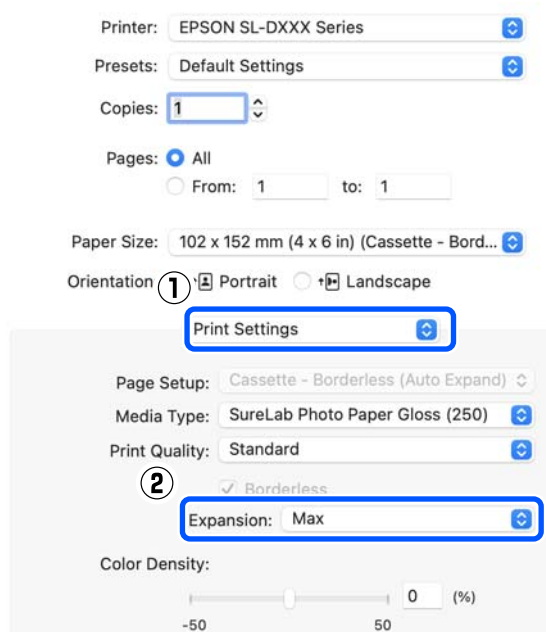 Printer: EPSON SL-DXXX Series
Presets: Default Settings
Copies: 1
Pages: All
From: 1 to: 1
Paper Size: 102 x 152 mm (4 x 6 in) (Cassette - Bord...
Orientation Portrait Landscape
1
Print Settings
Page Setup: Cassette - Borderless (Auto Expand)
Media Type: SureLab Photo Paper Gloss (250)
Print Quality: Standard
2
Borderless
Expansion: Max
Color Density:
0 (%)
-50 50